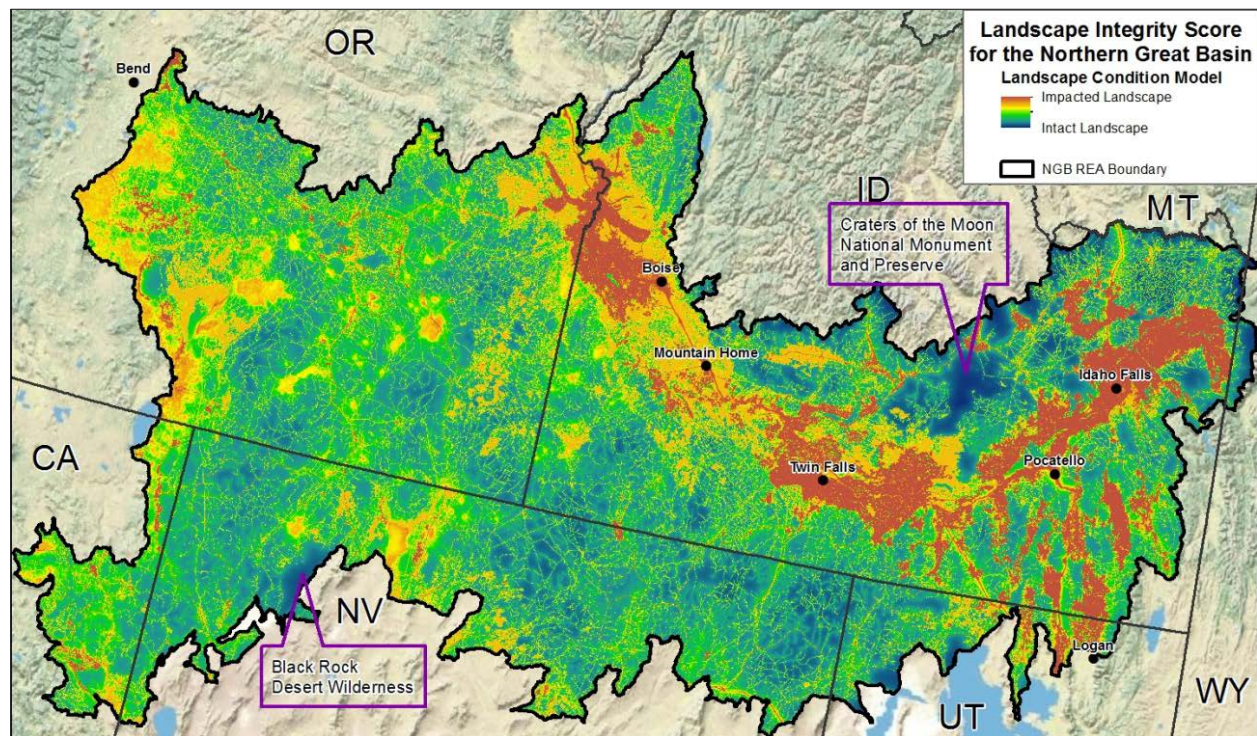 Landscape Integrity Score
for the Northern Great Basin
Landscape Condition Model
Impacted Landscape
Intact Landscape
NGB REA Boundary
OR
Bend
ID
MT
Craters of the Moon
National Monument
and Preserve
Boise
Mountain Home
Idaho Falls
CA
Twin Falls
Pocatello
NV
Black Rock
Desert Wilderness
Logan
WY
UT